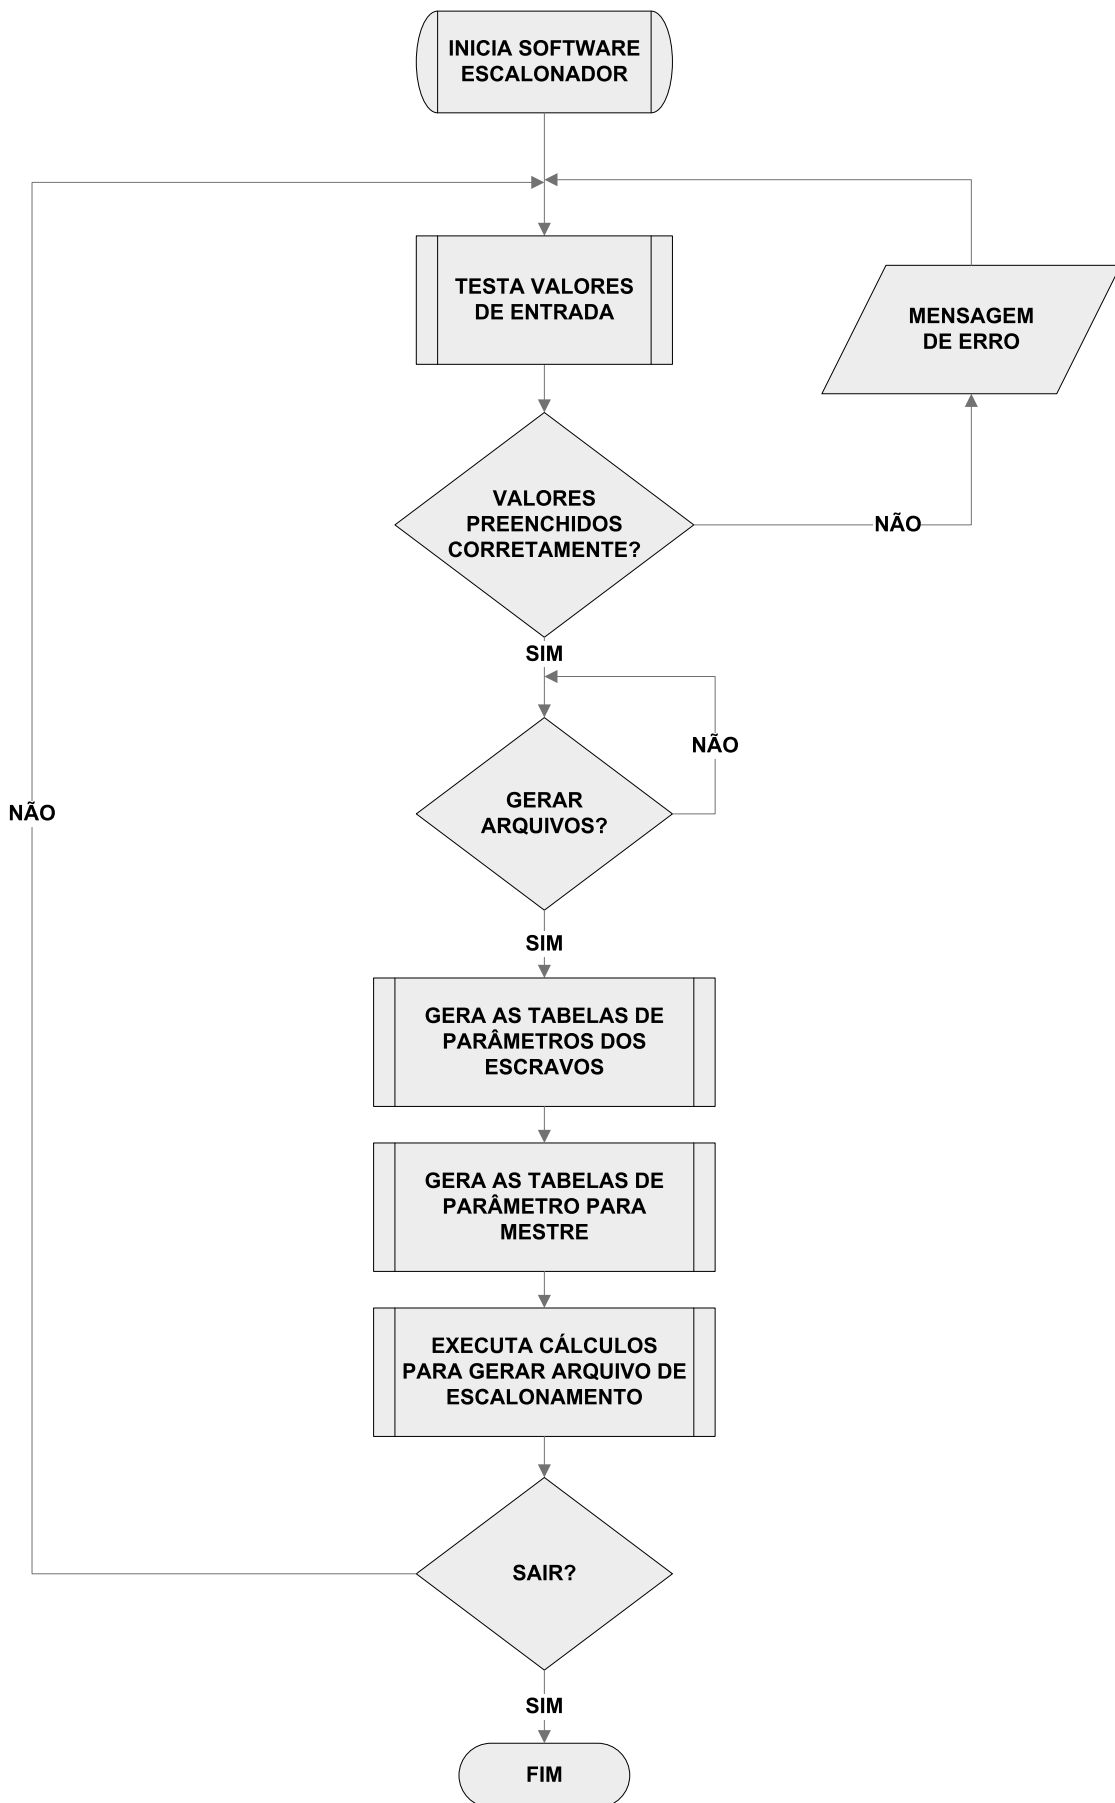 INICIA SOFTWARE
ESCALONADOR
TESTA VALORES
DE ENTRADA
MENSAGEM
DE ERRO
VALORES
PREENCHIDOS
CORRETAMENTE?
NÃO
SIM
NÃO
GERAR
ARQUIVOS?
NÃO
SIM
GERA AS TABELAS DE
PARÂMETROS DOS
ESCRAVOS
GERA AS TABELAS DE
PARÂMETRO PARA
MESTRE
EXECUTA CÁLCULOS
PARA GERAR ARQUIVO DE
ESCALONAMENTO
SAIR?
SIM
FIM